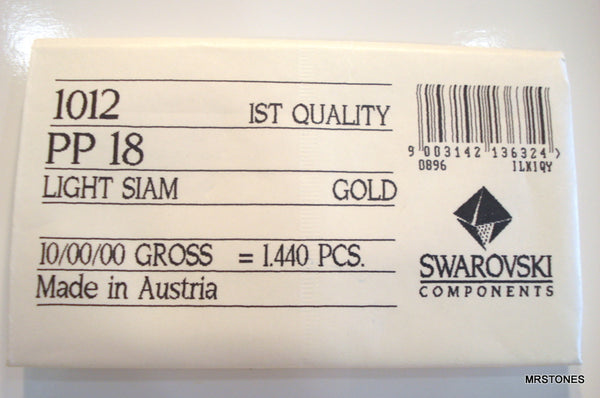 1012 IST QUALITY
PP 18
LIGHT SIAM GOLD
10/00/00 GROSS = 1.440 PCS.
Made in Austria
9 003142 136324 >
0896 ILX1QY
SWAROVSKI
COMPONENTS
MRSTONES